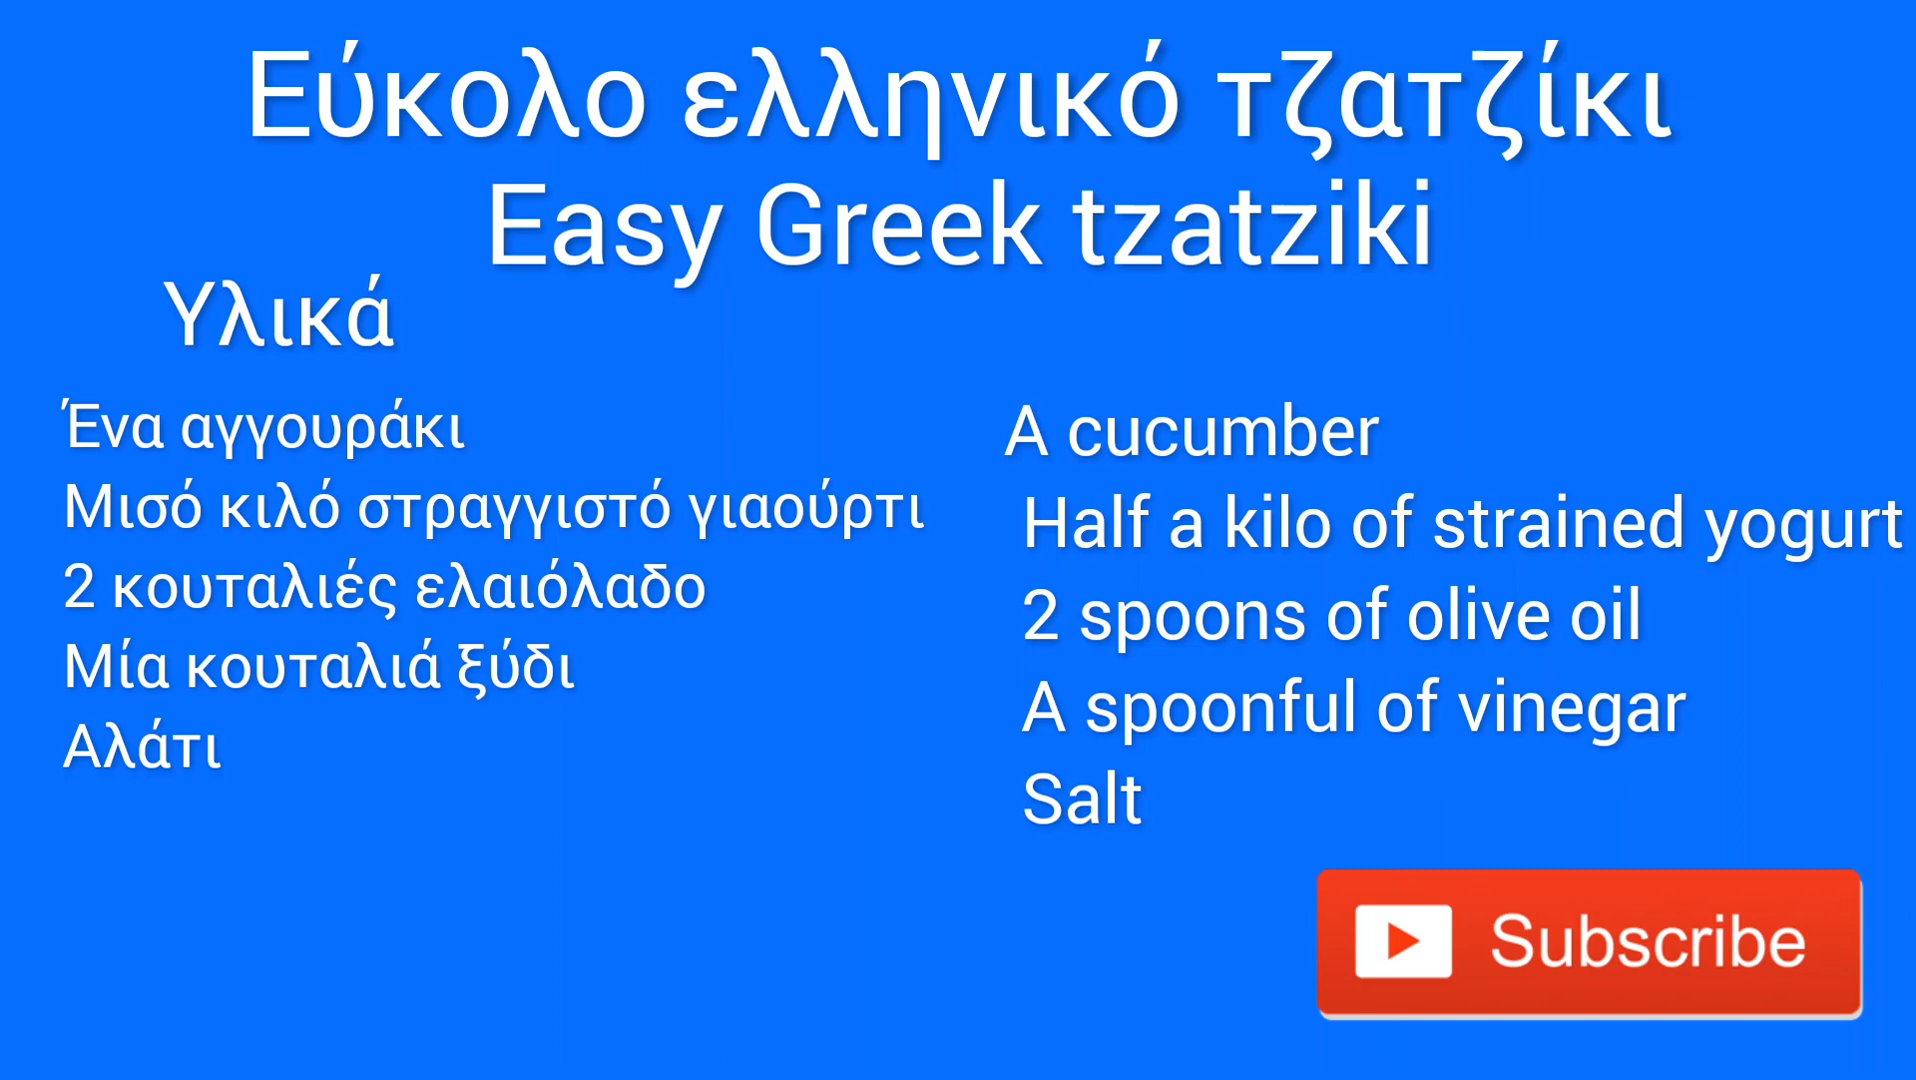 Εύκολο ελληνικό τζατζίκι
Easy Greek tzatziki
Υλικά
Ένα αγγουράκι
Μισό κιλό στραγγιστό γιαούρτι
2 κουταλιές ελαιόλαδο
Μία κουταλιά ξύδι
Αλάτι
A cucumber
Half a kilo of strained yogurt
2 spoons of olive oil
A spoonful of vinegar
Salt
Subscribe